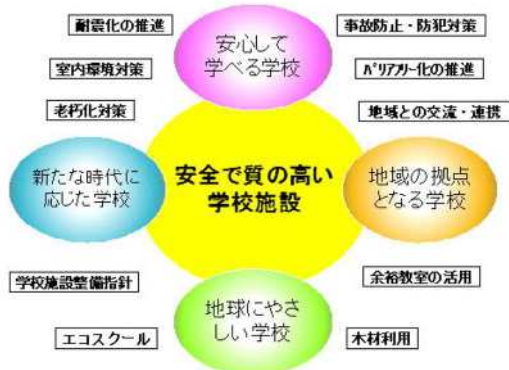 耐震化の推進
事故防止・防犯対策
安心して
学べる学校
室内環境対策
バリアフリー化の推進
老朽化対策
地域との交流・連携
新たな時代に
応じた学校
安全で質の高い
学校施設
地域の拠点
となる学校
学校施設整備指針
余裕教室の活用
地球にやさ
しい学校
エコスクール
木材利用